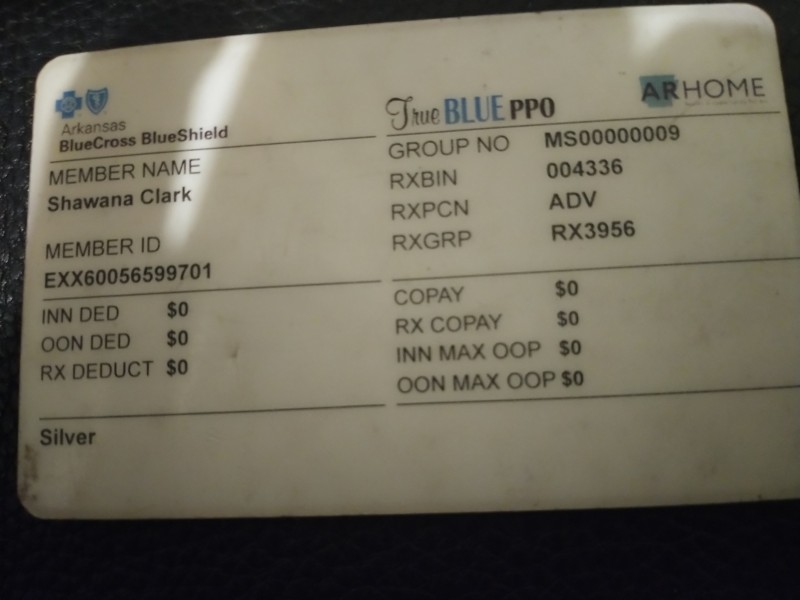 Arkansas
BlueCross BlueShield
MEMBER NAME
Shawana Clark
MEMBER ID
EXX60056599701
INN DED $0
OON DED $0
RX DEDUCT $0
Silver
True BLUE PPO
ARHOME
GROUP NO MS00000009
RXBIN 004336
RXPCN ADV
RXGRP RX3956
COPAY $0
RX COPAY $0
INN MAX OOP $0
OON MAX OOP $0